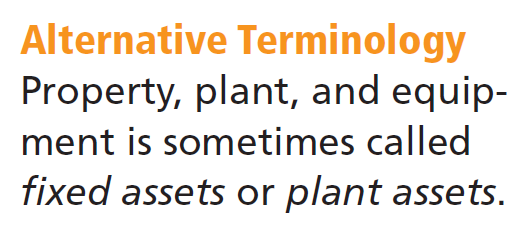 Alternative Terminology
Property, plant, and equip-
ment is sometimes called
fixed assets or plant assets.